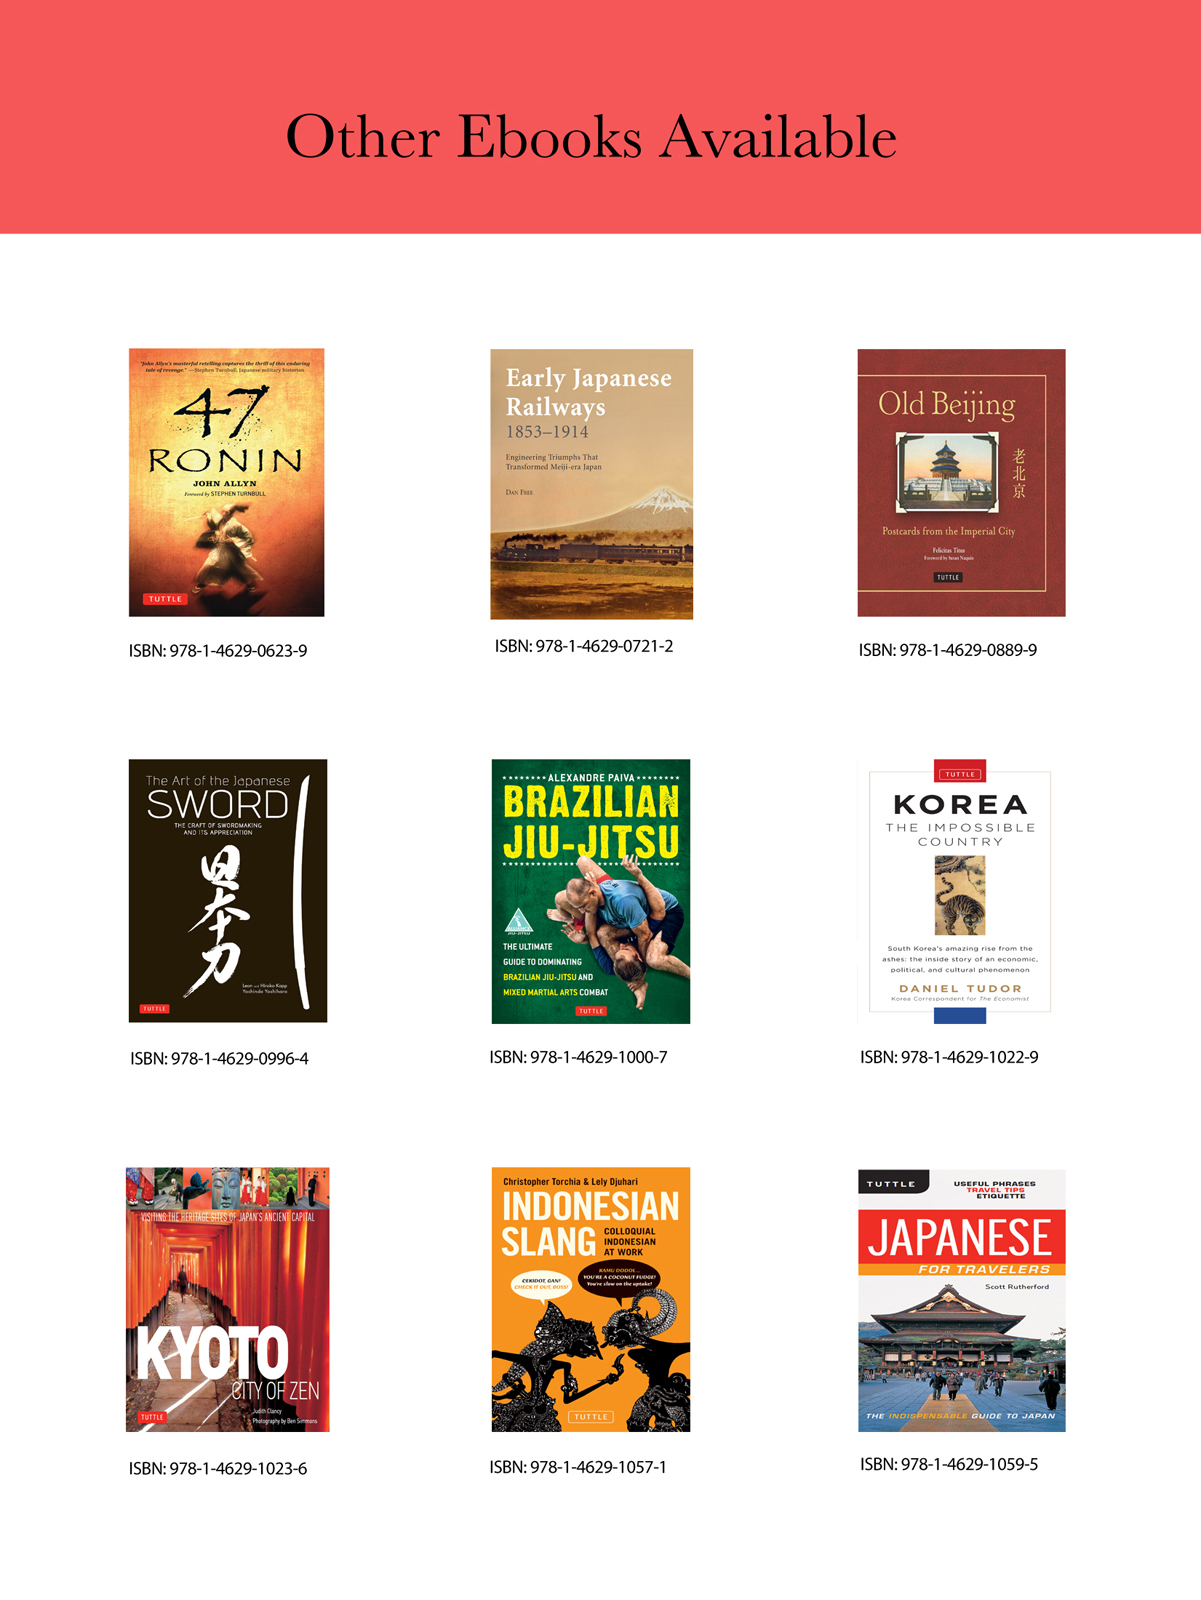 Other Ebooks Available
"John Allyn's masterful retelling captures the thrill of this enduring
tale of revenge." —Stephen Turnbull, Japanese military historian
47
RONIN
JOHN ALLYN
Foreword by STEPHEN TURNBULL
TUTTLE
ISBN: 978-1-4629-0623-9
Early Japanese
Railways
1853–1914
Engineering Triumphs That
Transformed Meiji-era Japan
DAN FREE
ISBN: 978-1-4629-0721-2
Old Beijing
老北京
Postcards from the Imperial City
Felicitas Titus
Foreword by Susan Naquin
TUTTLE
ISBN: 978-1-4629-0889-9
The Art of the Japanese
SWORD
THE CRAFT OF SWORDMAKING
AND ITS APPRECIATION
日本刀
Leon and Hiroko Kapp
Yoshindo Yoshihara
TUTTLE
ISBN: 978-1-4629-0996-4
ALEXANDRE PAIVA
BRAZILIAN
JIU-JITSU
ALLIANCE
JIU-JITSU
THE ULTIMATE
GUIDE TO DOMINATING
BRAZILIAN JIU-JITSU AND
MIXED MARTIAL ARTS COMBAT
TUTTLE
ISBN: 978-1-4629-1000-7
TUTTLE
KOREA
THE IMPOSSIBLE
COUNTRY
South Korea's amazing rise from the
ashes: the inside story of an economic,
political, and cultural phenomenon
DANIEL TUDOR
Korea Correspondent for The Economist
ISBN: 978-1-4629-1022-9
VISITING THE HERITAGE SITES OF JAPAN'S ANCIENT CAPITAL
KYOTO
CITY OF ZEN
Judith Clancy
Photography by Ben Simmons
TUTTLE
ISBN: 978-1-4629-1023-6
Christopher Torchia & Lely Djuhari
INDONESIAN
SLANG
COLLOQUIAL
INDONESIAN
AT WORK
CEKIDOT, GAN!
CHECK IT OUT, BOSS!
KAMU DODOL ...
YOU'RE A COCONUT FUDGE!
You're slow on the uptake!
TUTTLE
ISBN: 978-1-4629-1057-1
TUTTLE
USEFUL PHRASES
TRAVEL TIPS
ETIQUETTE
JAPANESE
FOR TRAVELERS
Scott Rutherford
THE INDISPENSABLE GUIDE TO JAPAN
ISBN: 978-1-4629-1059-5